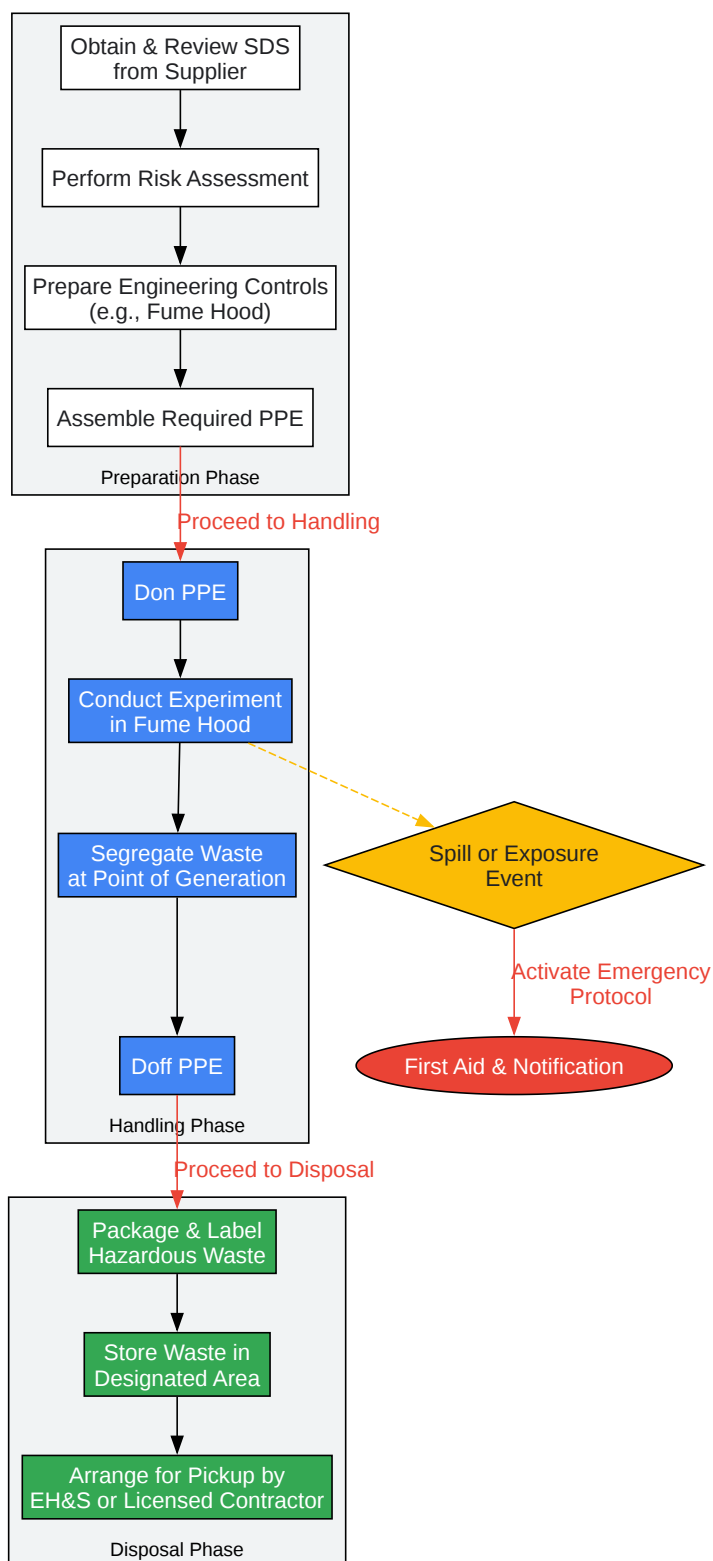 Obtain & Review SDS
from Supplier
Perform Risk Assessment
Prepare Engineering Controls
(e.g., Fume Hood)
Assemble Required PPE
Preparation Phase
Proceed to Handling
Don PPE
Conduct Experiment
in Fume Hood
Segregate Waste
at Point of Generation
Spill or Exposure
Event
Activate Emergency
Protocol
Doff PPE
First Aid & Notification
Handling Phase
Proceed to Disposal
Package & Label
Hazardous Waste
Store Waste in
Designated Area
Arrange for Pickup by
EH&S or Licensed Contractor
Disposal Phase